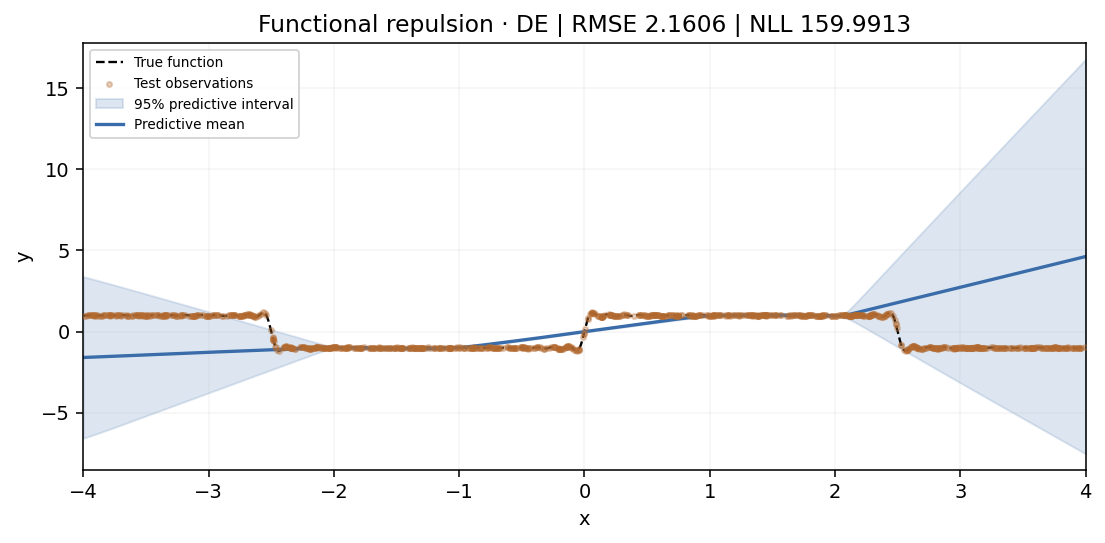 Functional repulsion · DE | RMSE 2.1606 | NLL 159.9913
True function
Test observations
95% predictive interval
Predictive mean
15
10
5
0
−5
y
−4
−3
−2
−1
0
1
2
3
4
x